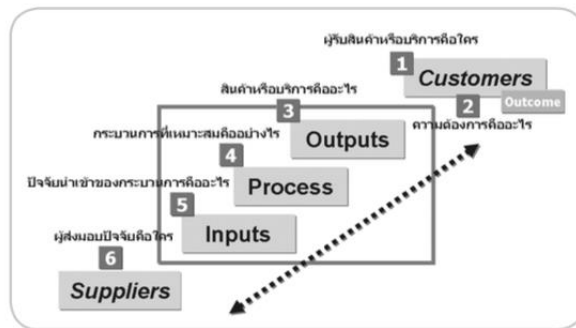 ผู้รับสินค้าหรือบริการคือใคร
1
Customers
Outcome
2
ความต้องการคืออะไร
สินค้าหรือบริการคืออะไร
3
Outputs
กระบวนการที่เหมาะสมคืออย่างไร
4
Process
ปัจจัยนำเข้าของกระบวนการคืออะไร
5
Inputs
ผู้ส่งมอบปัจจัยคือใคร
6
Suppliers